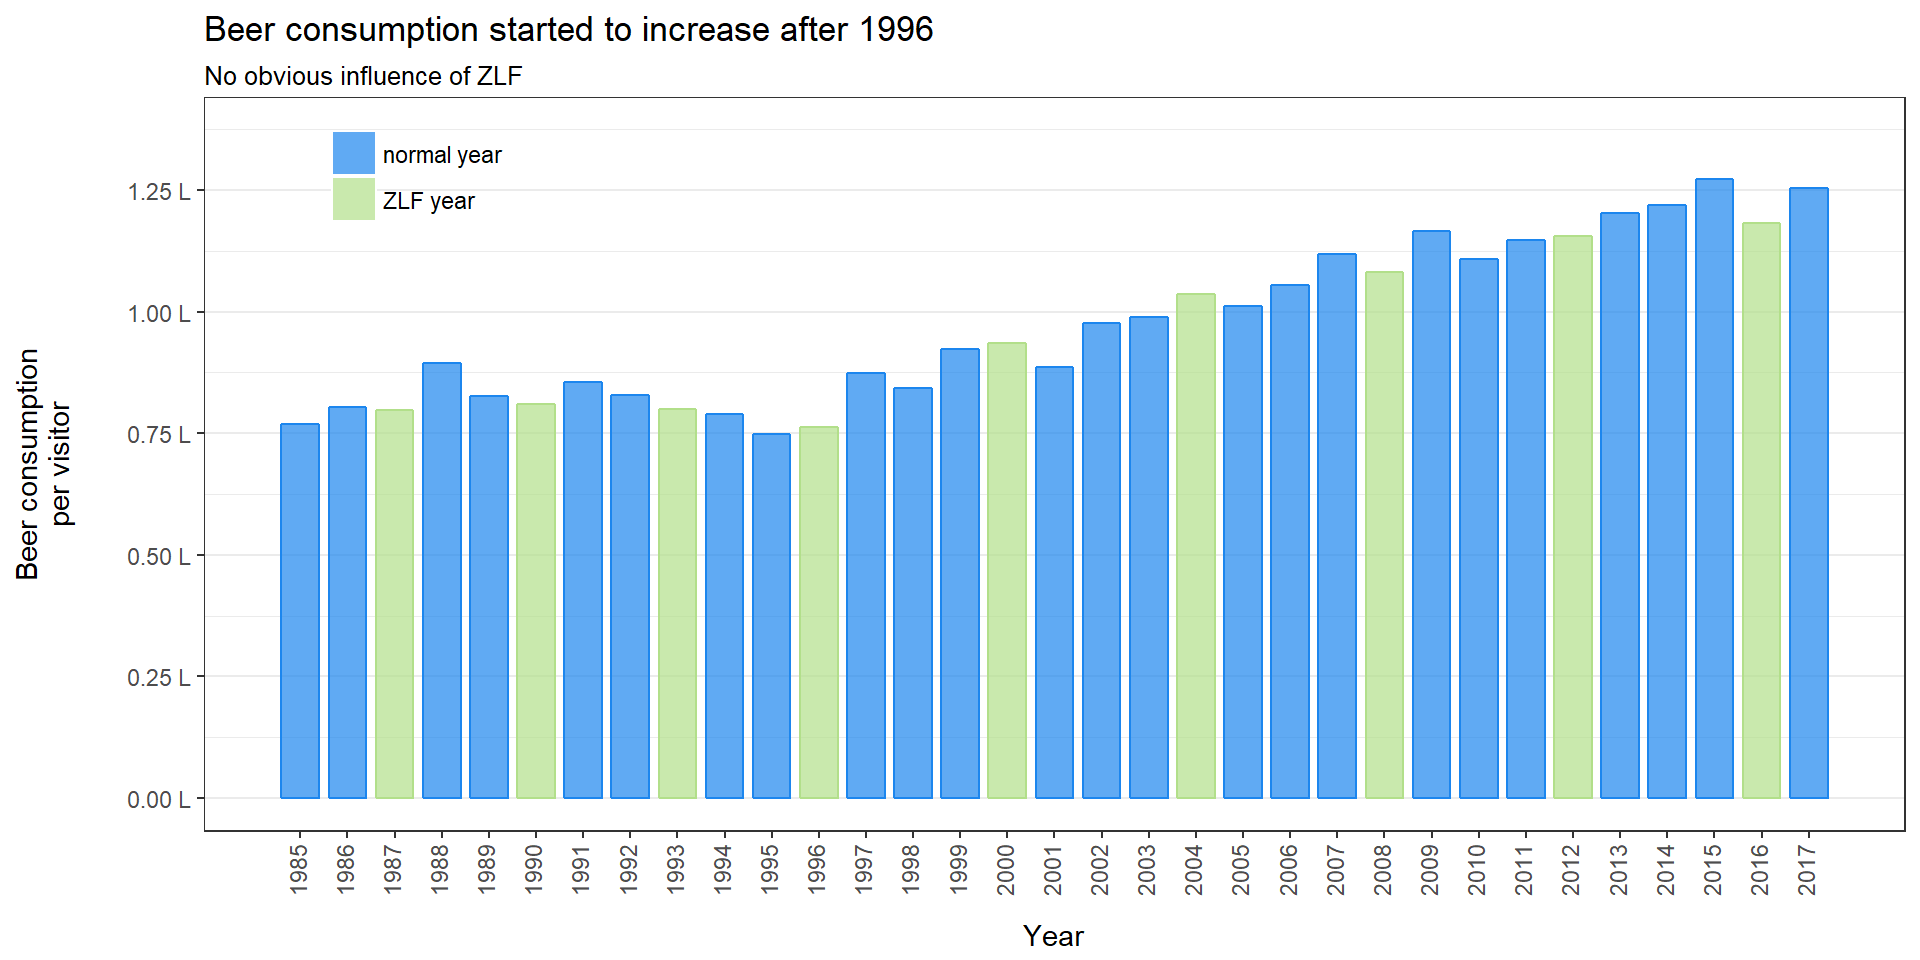 Beer consumption started to increase after 1996
No obvious influence of ZLF
normal year
ZLF year
1.25 L
1.00 L
0.75 L
0.50 L
0.25 L
0.00 L
Beer consumption
per visitor
1985 1986 1987 1988 1989 1990 1991 1992 1993 1994 1995 1996 1997 1998 1999 2000 2001 2002 2003 2004 2005 2006 2007 2008 2009 2010 2011 2012 2013 2014 2015 2016 2017
Year